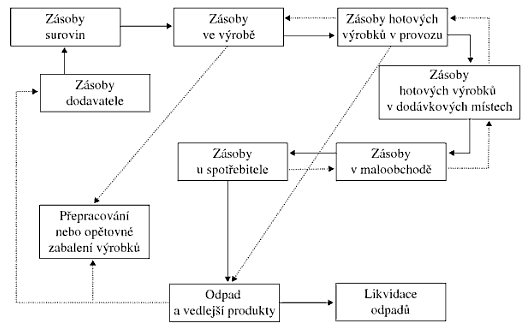 Zásoby
surovin
Zásoby
ve výrobě
Zásoby hotových
výrobků v provozu
Zásoby
dodavatele
Zásoby
hotových výrobků
v dodávkových místech
Zásoby
u spotřebitele
Zásoby
v maloobchodě
Přepracování
nebo opětovné
zabalení výrobků
Odpad
a vedlejší produkty
Likvidace
odpadů